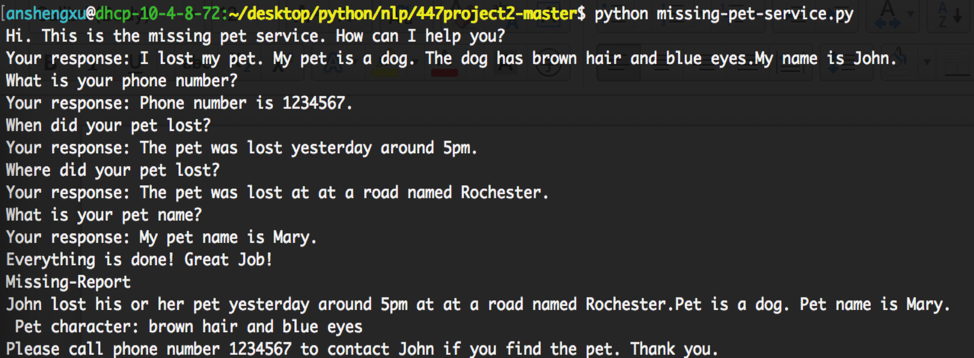 [anshengxu@dhcp-10-4-8-72:~/desktop/python/nlp/447project2-master$ python missing-pet-service.py
Hi. This is the missing pet service. How can I help you?
Your response: I lost my pet. My pet is a dog. The dog has brown hair and blue eyes.My name is John.
What is your phone number?
Your response: Phone number is 1234567.
When did your pet lost?
Your response: The pet was lost yesterday around 5pm.
Where did your pet lost?
Your response: The pet was lost at at a road named Rochester.
What is your pet name?
Your response: My pet name is Mary.
Everything is done! Great Job!
Missing-Report
John lost his or her pet yesterday around 5pm at at a road named Rochester.Pet is a dog. Pet name is Mary.
 Pet character: brown hair and blue eyes
Please call phone number 1234567 to contact John if you find the pet. Thank you.